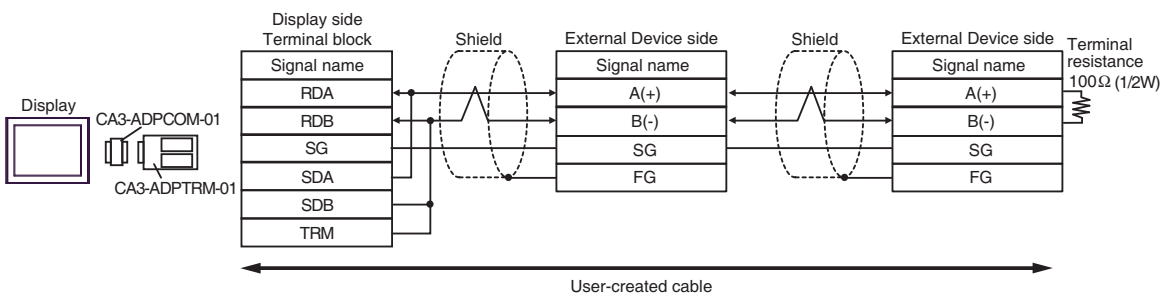 Display
CA3-ADPCOM-01
CA3-ADPTRM-01
Display side
Terminal block
Signal name
RDA
RDB
SG
SDA
SDB
TRM
Shield
External Device side
Signal name
A(+)
B(-)
SG
FG
Shield
External Device side
Signal name
A(+)
B(-)
SG
FG
Terminal
resistance
100Ω (1/2W)
User-created cable